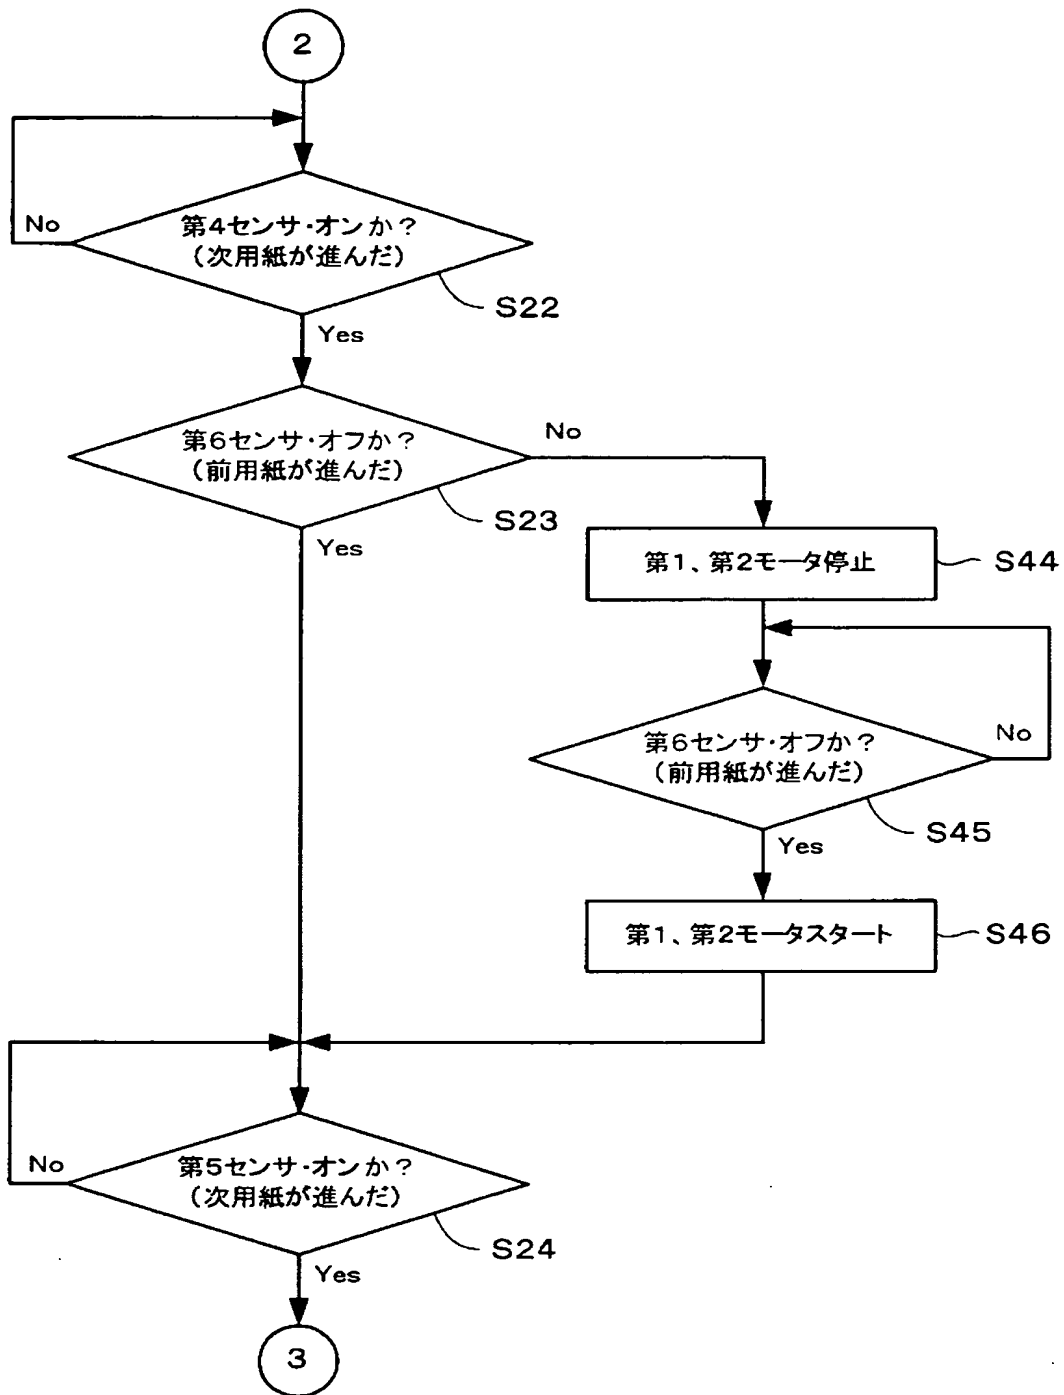 2
No
第4センサ・オンか?
(次用紙が進んだ)
S22
Yes
第6センサ・オフか?
(前用紙が進んだ)
No
S23
Yes
第1、第2モータ停止
S44
第6センサ・オフか?
(前用紙が進んだ)
No
S45
Yes
第1、第2モータスタート
S46
No
第5センサ・オンか?
(次用紙が進んだ)
S24
Yes
3